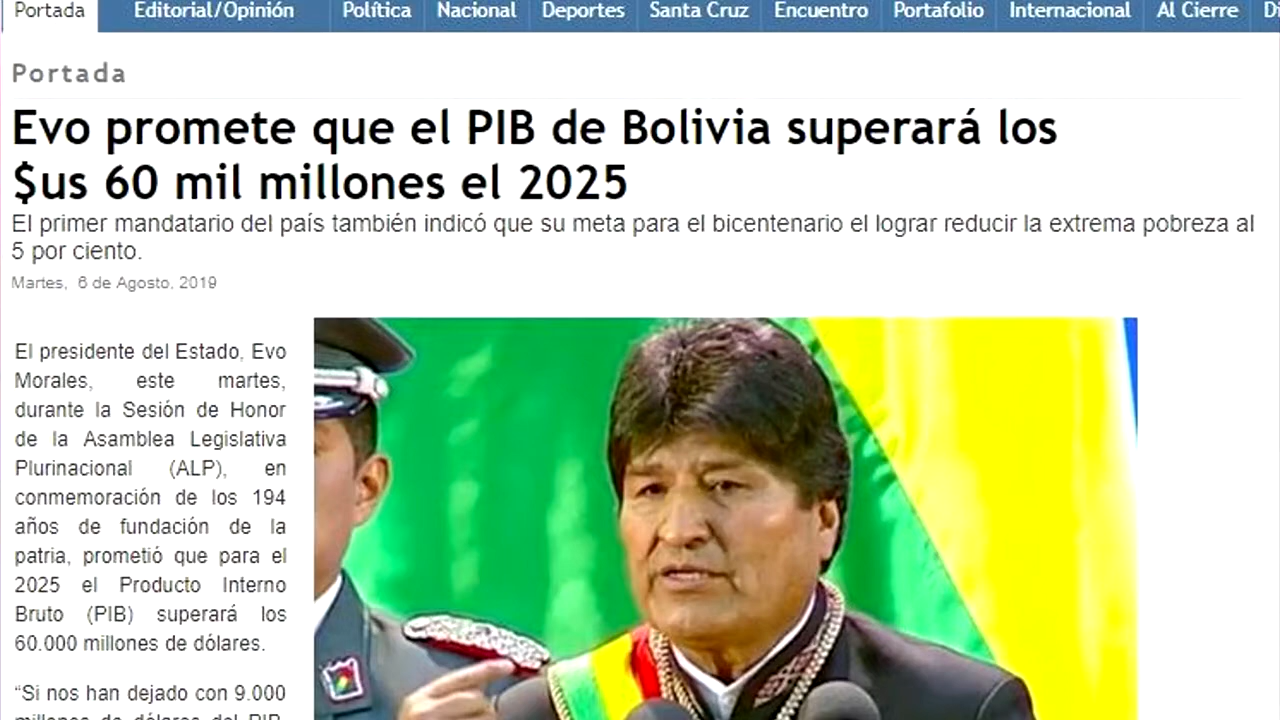 Portada Editorial/Opinión Política Nacional Deportes Santa Cruz Encuentro Portafolio Internacional Al Cierre
Portada
Evo promete que el PIB de Bolivia superará los
$us 60 mil millones el 2025
El primer mandatario del país también indicó que su meta para el bicentenario el lograr reducir la extrema pobreza al
5 por ciento.
Martes, 6 de Agosto, 2019
El presidente del Estado, Evo
Morales, este martes,
durante la Sesión de Honor
de la Asamblea Legislativa
Plurinacional (ALP), en
conmemoración de los 194
años de fundación de la
patria, prometió que para el
2025 el Producto Interno
Bruto (PIB) superará los
60.000 millones de dólares.
“Si nos han dejado con 9.000
millones de dólares del PIB,